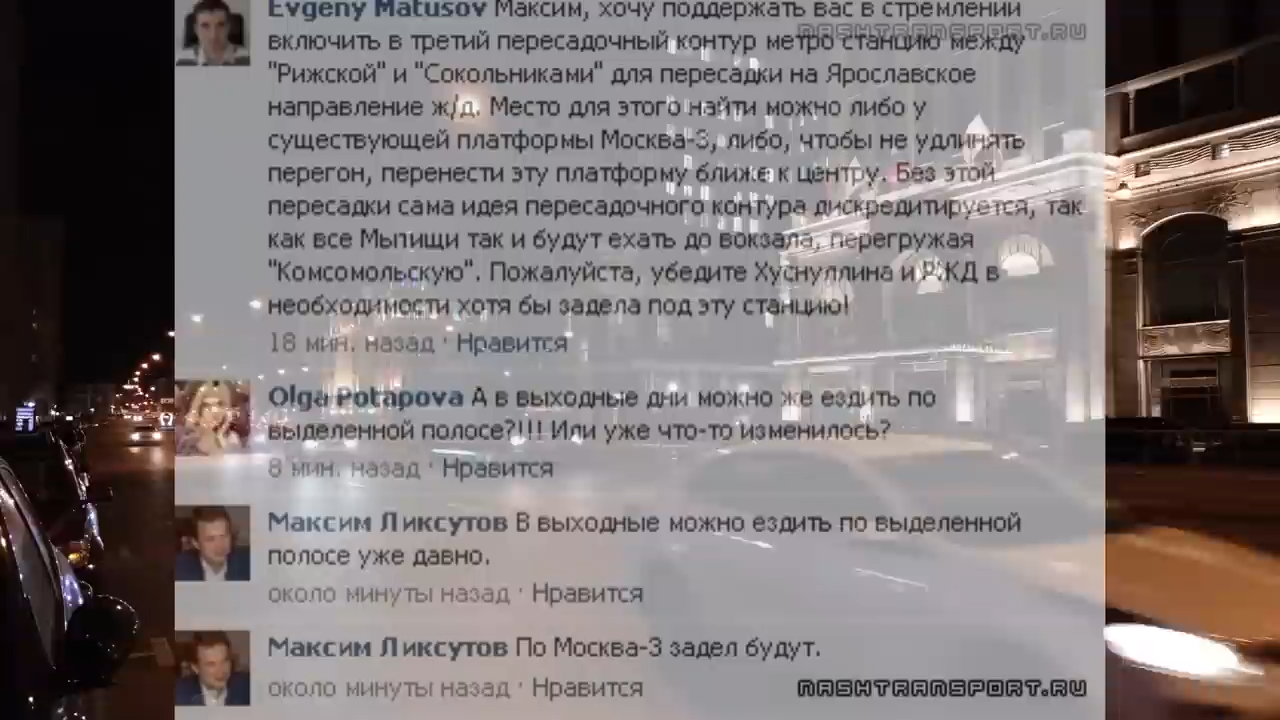 Evgeny Matusov Максим, хочу поддержать вас в стремлении
NASHTRANSPORT.RU
включить в третий пересадочный контур метро станцию между
"Рижской" и "Сокольниками" для пересадки на Ярославское
направление ж/д. Место для этого найти можно либо у
существующей платформы Москва-3, либо, чтобы не удлинять
перегон, перенести эту платформу ближе к центру. Без этой
пересадки сама идея пересадочного контура дискредитируется, так
как все Мытищи так и будут ехать до вокзала, перегружая
"Комсомольскую". Пожалуйста, убедите Хуснуллина и РЖД в
необходимости хотя бы задела под эту станцию!
18 мин. назад · Нравится
Olga Potapova А в выходные дни можно же ездить по
выделенной полосе?!!! Или уже что-то изменилось?
8 мин. назад · Нравится
Максим Ликсутов В выходные можно ездить по выделенной
полосе уже давно.
около минуты назад · Нравится
Максим Ликсутов По Москва-3 задел будут.
около минуты назад · Нравится
NASHTRANSPORT.RU